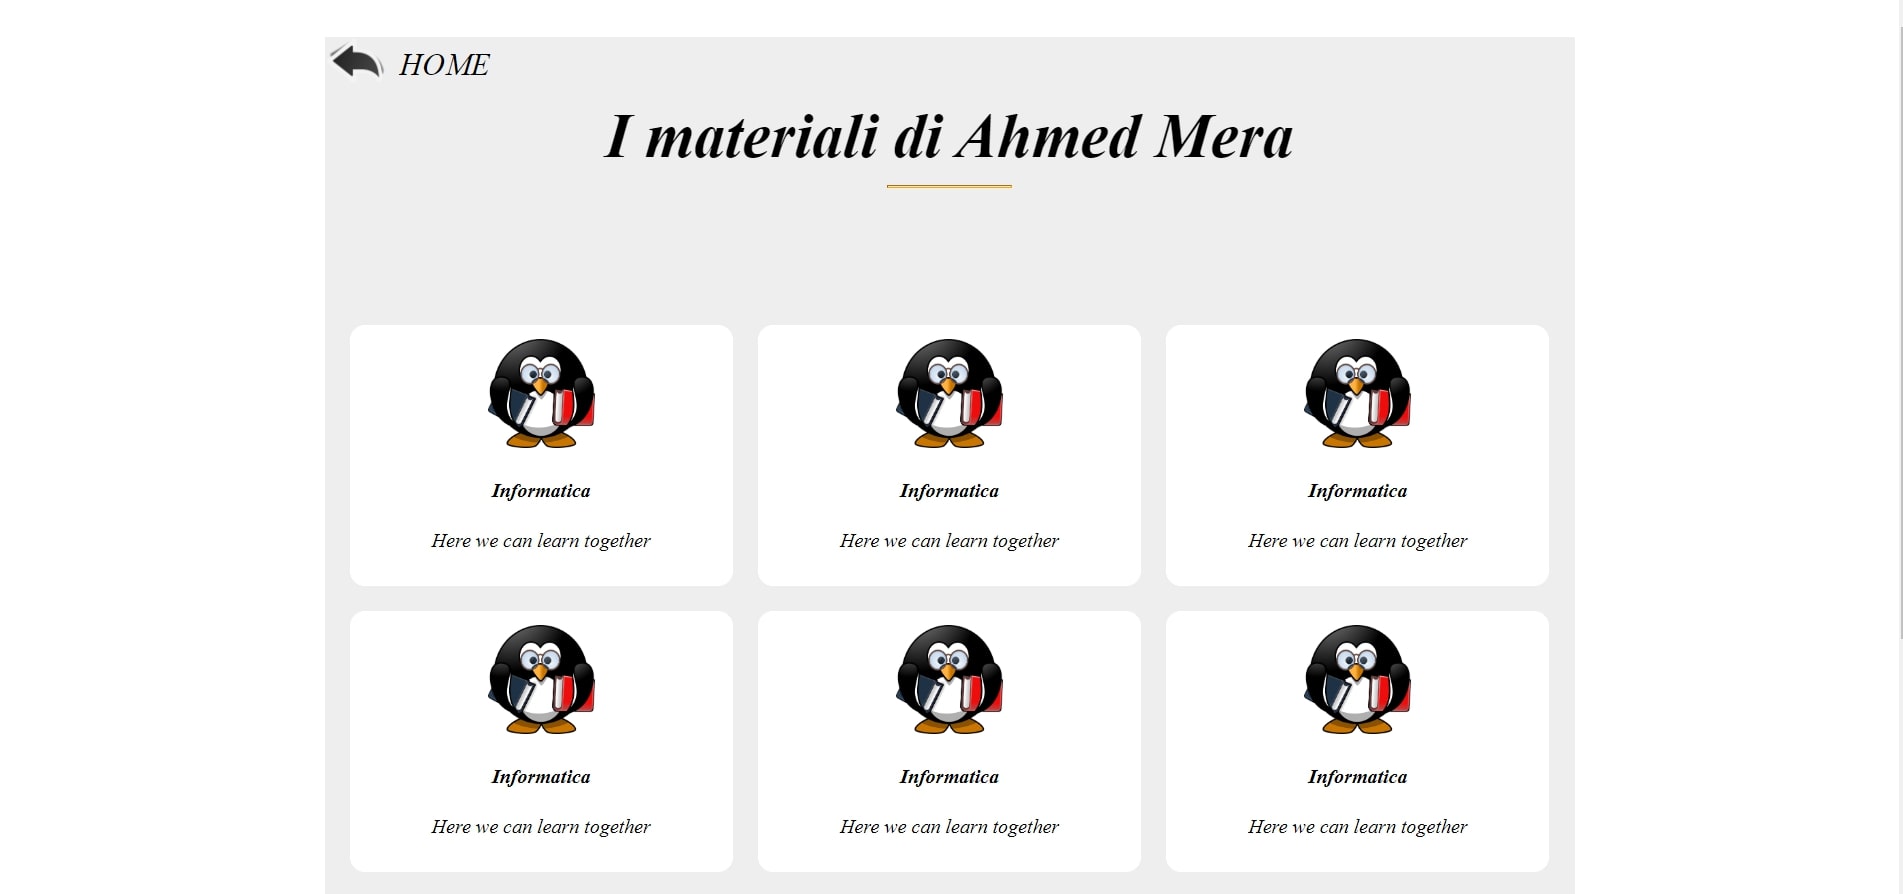 HOME
I materiali di Ahmed Mera
Informatica
Here we can learn together
Informatica
Here we can learn together
Informatica
Here we can learn together
Informatica
Here we can learn together
Informatica
Here we can learn together
Informatica
Here we can learn together